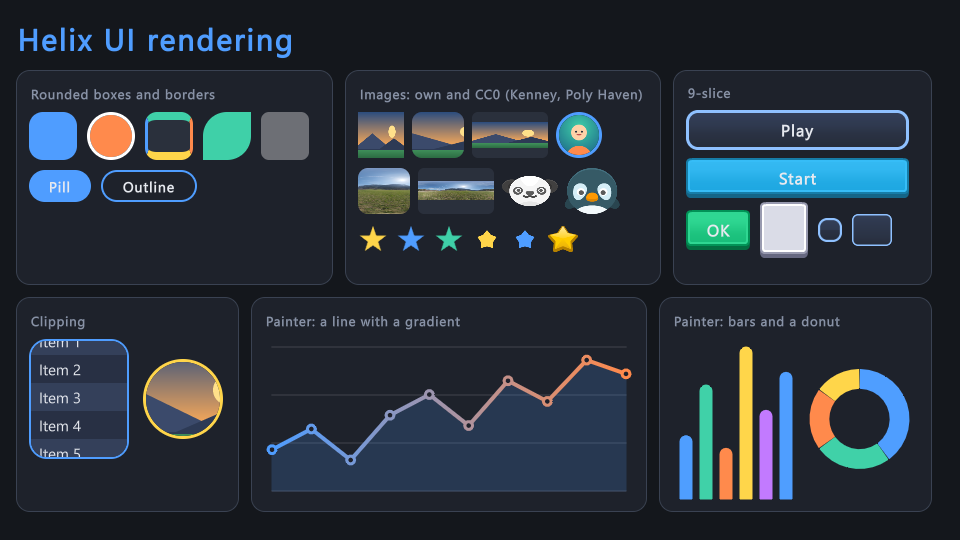 Helix UI rendering
Rounded boxes and borders
Pill
Outline
Images: own and CC0 (Kenney, Poly Haven)
9-slice
Play
Start
OK
Clipping
Item 1
Item 2
Item 3
Item 4
Item 5
Painter: a line with a gradient
Painter: bars and a donut